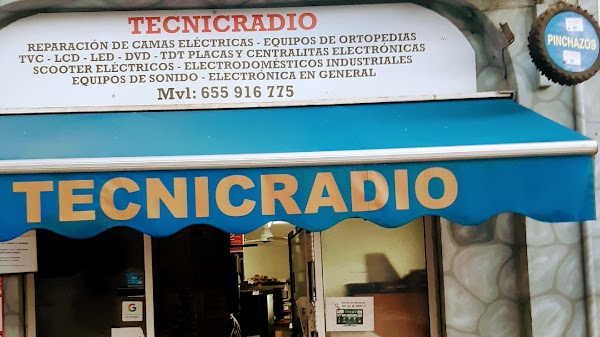 TECNICRADIO
REPARACIÓN DE CAMAS ELÉCTRICAS - EQUIPOS DE ORTOPEDIAS
TVC - LCD - LED - DVD - TDT PLACAS Y CENTRALITAS ELECTRÓNICAS
SCOOTER ELÉCTRICOS - ELECTRODOMÉSTICOS INDUSTRIALES
EQUIPOS DE SONIDO - ELECTRÓNICA EN GENERAL
Mvl: 655 916 775
PINCHAZOS
TECNICRADIO
G